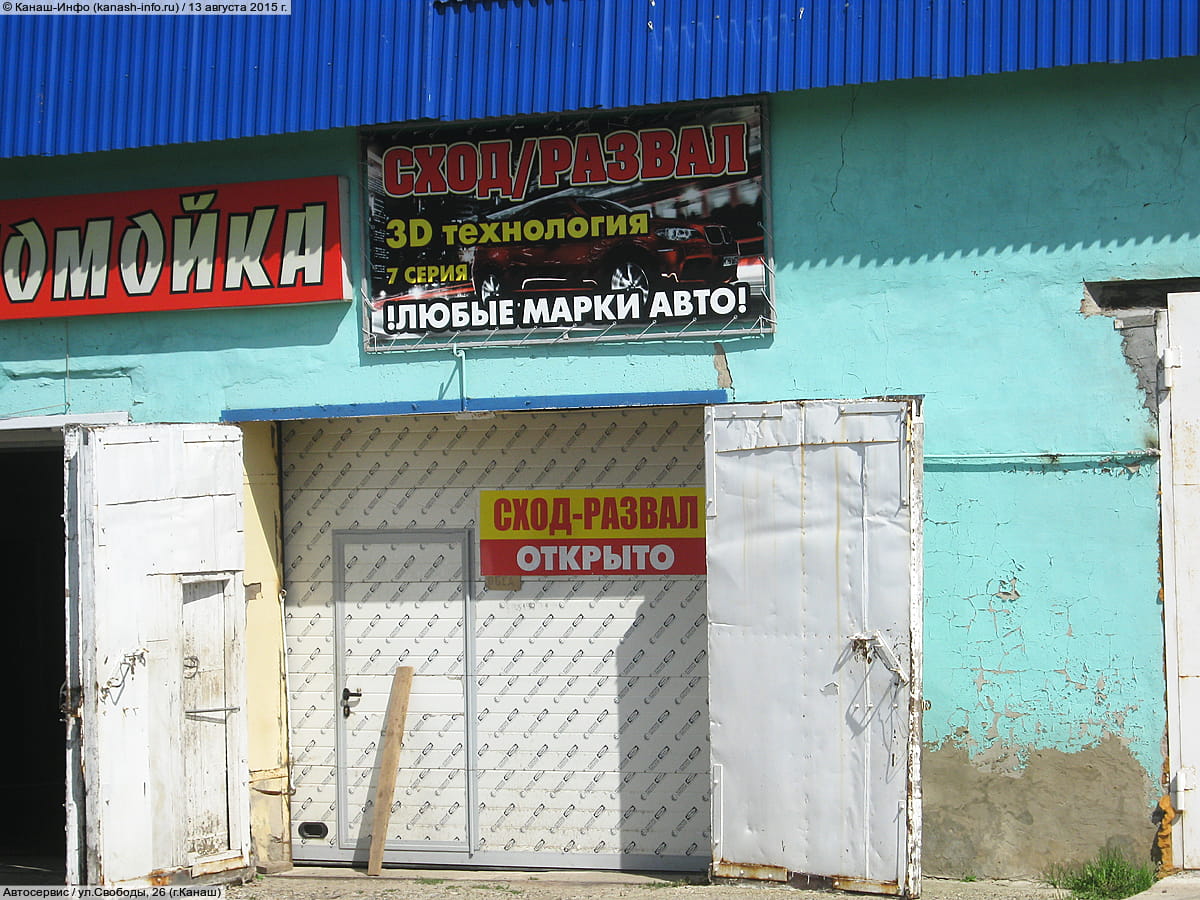 © Канаш-Инфо (kanash-info.ru) / 13 августа 2015 г.
СХОД/РАЗВАЛ
3D технология
7 СЕРИЯ
!ЛЮБЫЕ МАРКИ АВТО!
ОМОЙКА
СХОД-РАЗВАЛ
ОТКРЫТО
Автосервис / ул.Свободы, 26 (г.Канаш)